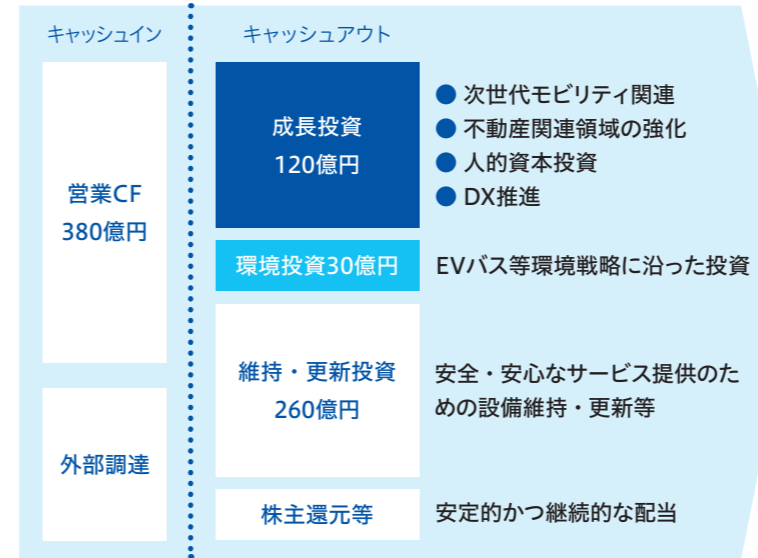 キャッシュイン
キャッシュアウト
営業CF
380億円
外部調達
成長投資
120億円
● 次世代モビリティ関連
● 不動産関連領域の強化
● 人的資本投資
● DX推進
環境投資30億円
EVバス等環境戦略に沿った投資
維持・更新投資
260億円
安全・安心なサービス提供のた
めの設備維持・更新等
株主還元等
安定的かつ継続的な配当